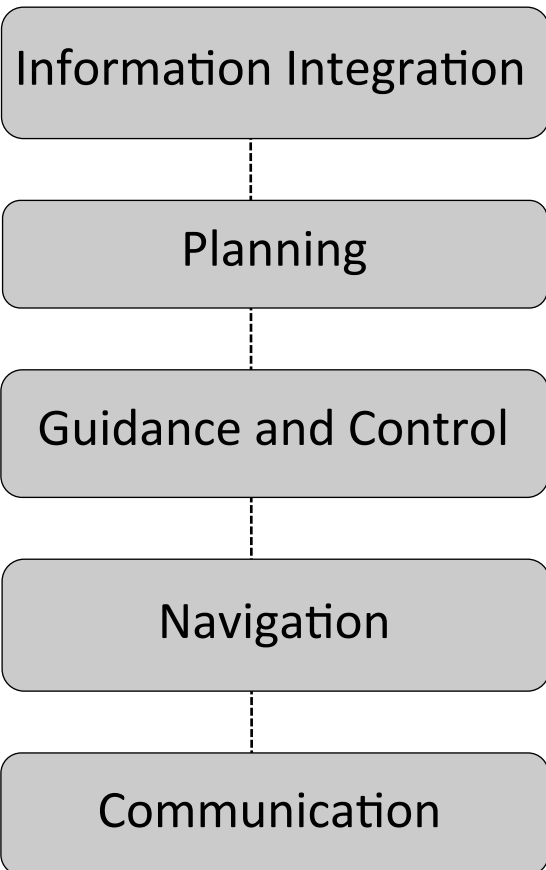 Information Integration
Planning
Guidance and Control
Navigation
Communication